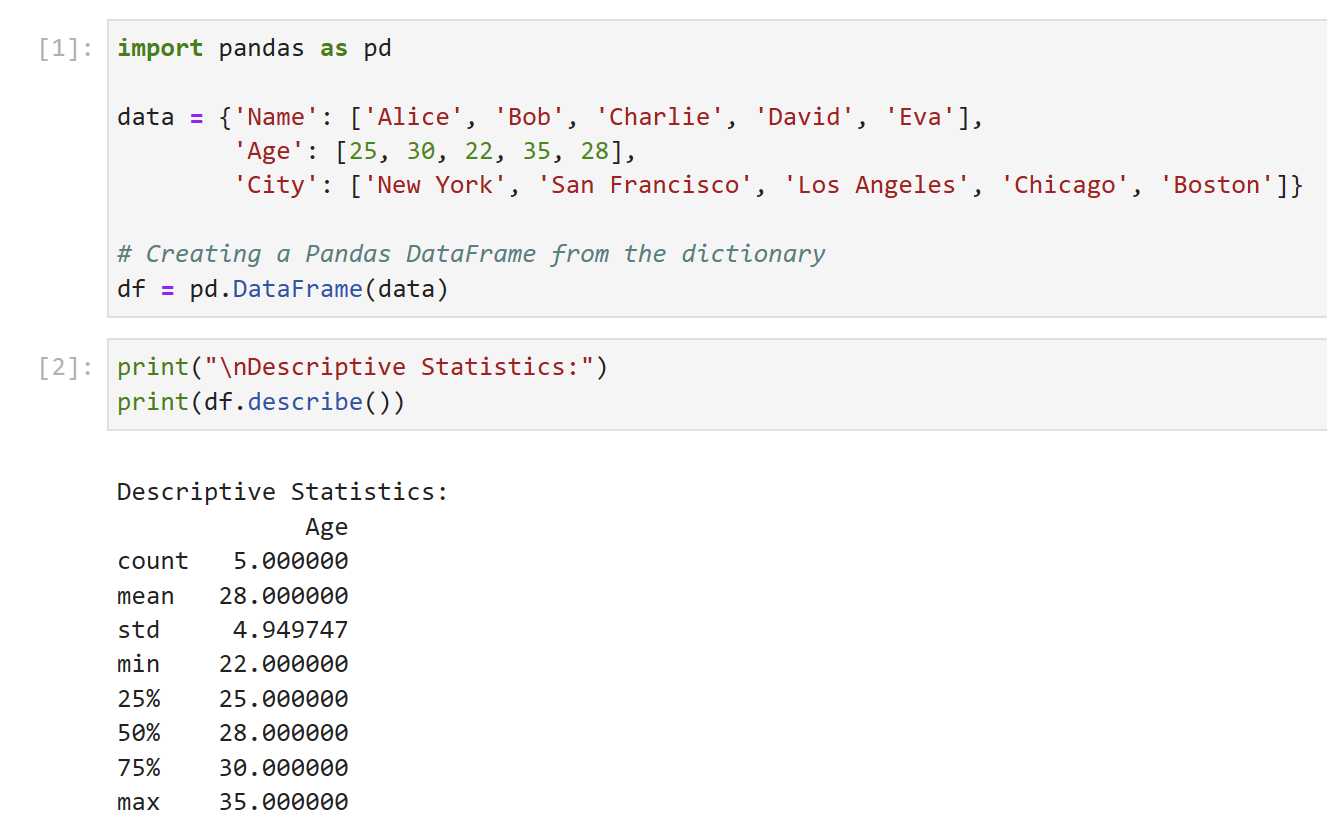 [1]: import pandas as pd
data = {'Name': ['Alice', 'Bob', 'Charlie', 'David', 'Eva'],
'Age': [25, 30, 22, 35, 28],
'City': ['New York', 'San Francisco', 'Los Angeles', 'Chicago', 'Boston']}
# Creating a Pandas DataFrame from the dictionary
df = pd.DataFrame(data)
[2]: print("\nDescriptive Statistics:")
print(df.describe())
Descriptive Statistics:
Age
count 5.000000
mean 28.000000
std 4.949747
min 22.000000
25% 25.000000
50% 28.000000
75% 30.000000
max 35.000000